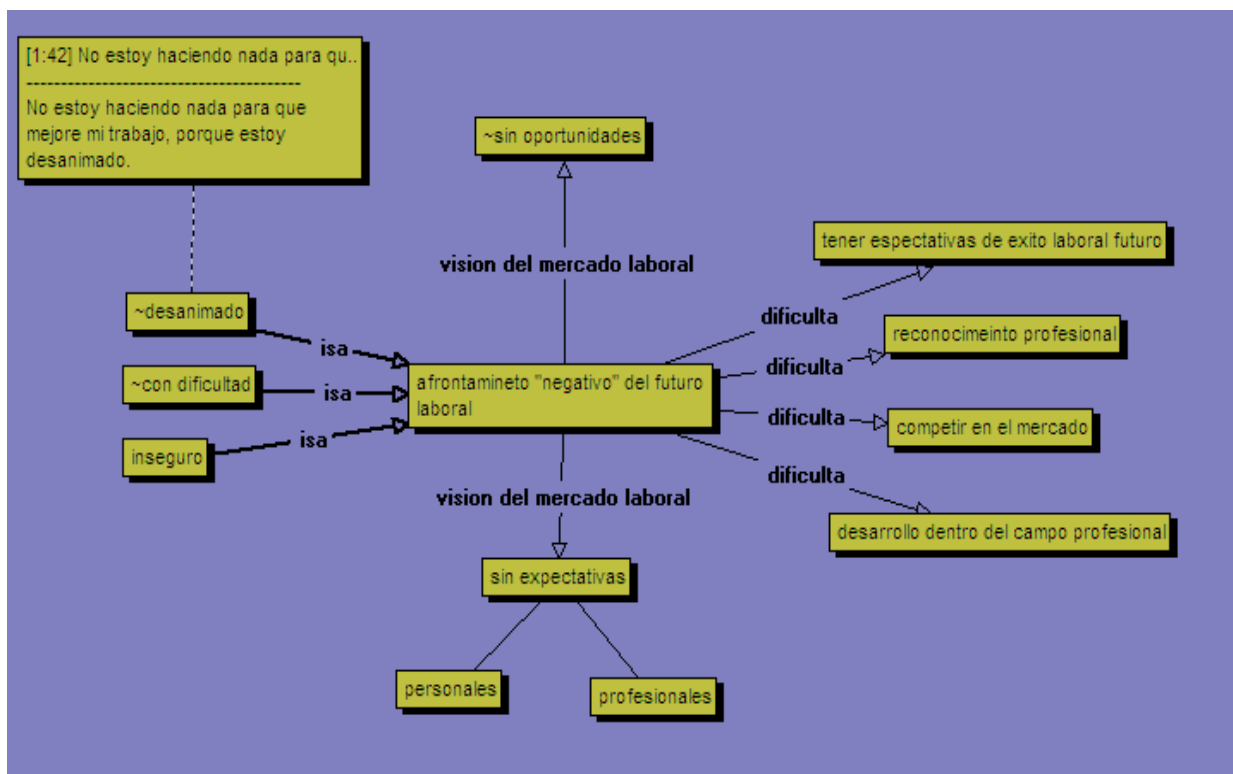 [1:42] No estoy haciendo nada para qu..
---------------------------------------
No estoy haciendo nada para que
mejore mi trabajo, porque estoy
desanimado.
~sin oportunidades
tener espectativas de exito laboral futuro
vision del mercado laboral
~desanimado
dificulta
reconocimeinto profesional
isa
dificulta
~con dificultad
isa
afrontamineto "negativo" del futuro
laboral
dificulta
competir en el mercado
isa
inseguro
dificulta
vision del mercado laboral
desarrollo dentro del campo profesional
sin expectativas
personales
profesionales